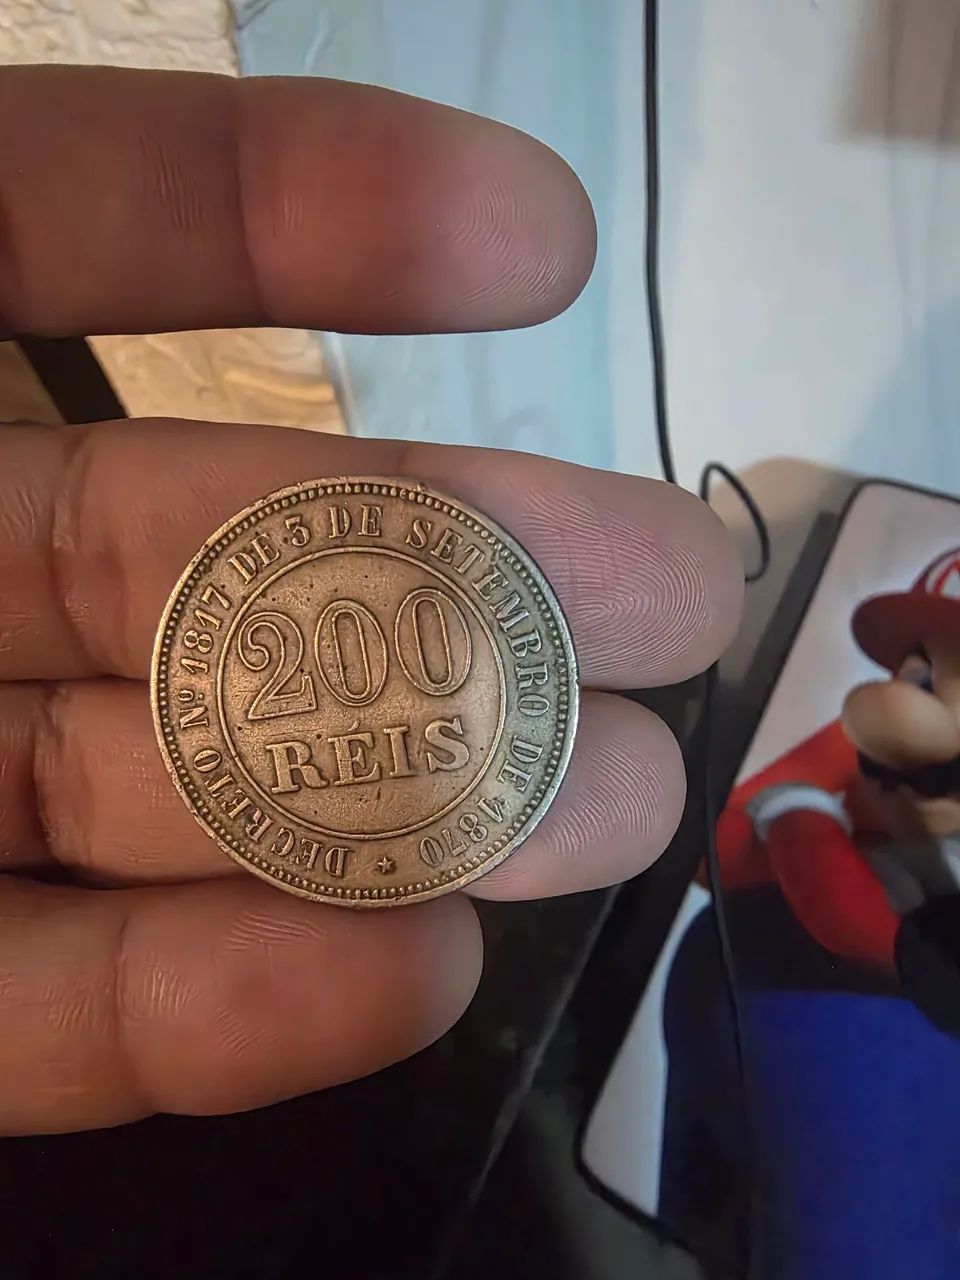 DECRETO Nº 1817 DE 3 DE SETEMBRO DE 1870
200
RÉIS